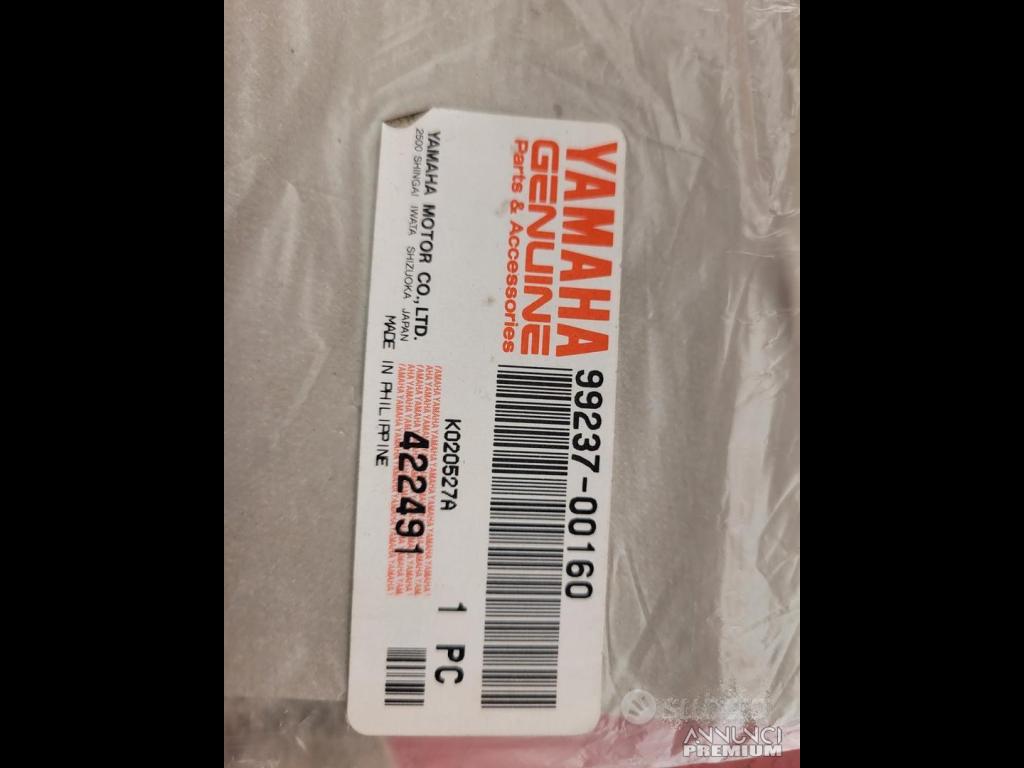 YAMAHA
GENUINE
Parts & Accessories
99237-00160
K020527A
1 PC
422491
YAMAHA MOTOR CO.,LTD.
2500 SHINGAI IWATA SHIZUOKA JAPAN
MADE IN PHILIPPINE
subito
ANNUNCI
PREMIUM